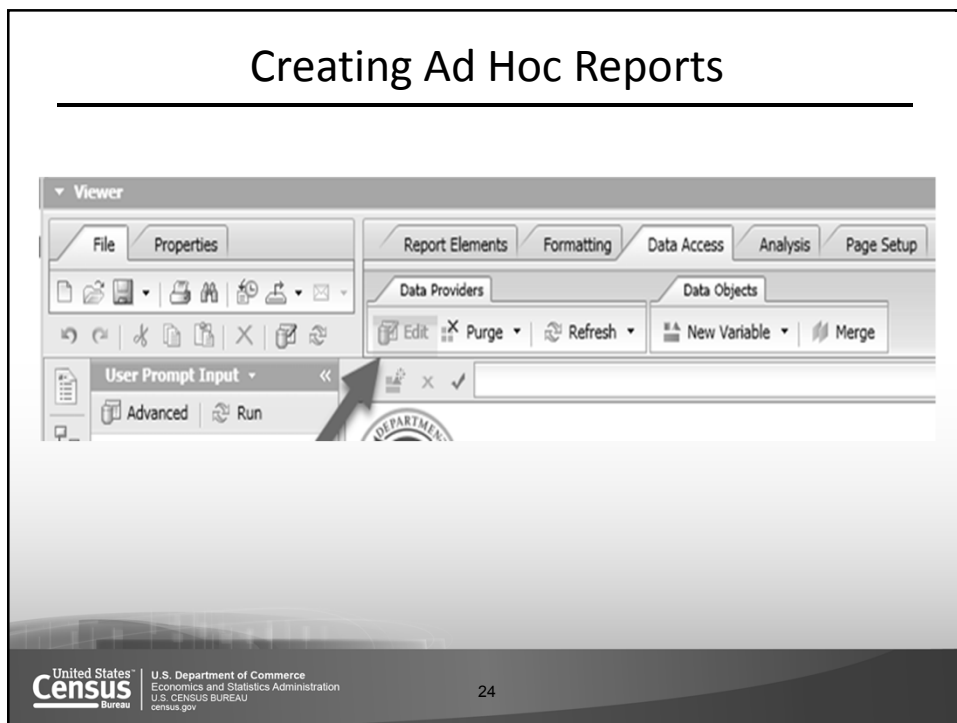 Creating Ad Hoc Reports
Viewer
File Properties
Report Elements Formatting Data Access Analysis Page Setup
Data Providers Data Objects
Edit Purge Refresh New Variable Merge
User Prompt Input
Advanced Run
DEPARTME
United States™
Census
Bureau
U.S. Department of Commerce
Economics and Statistics Administration
U.S. CENSUS BUREAU
census.gov
24